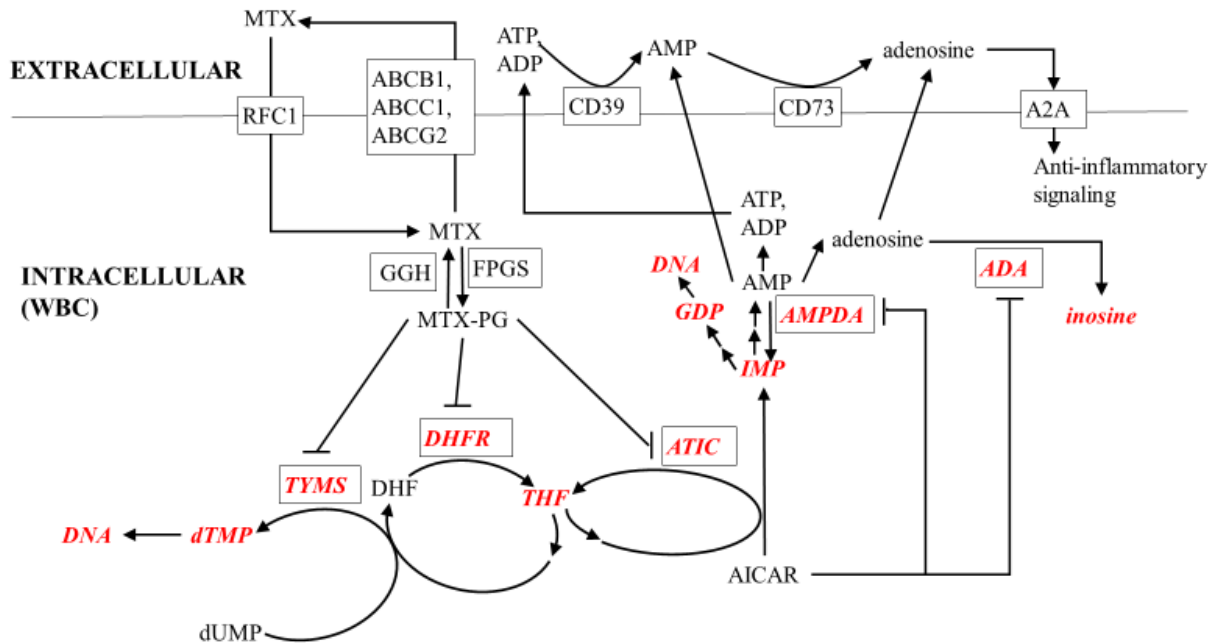 MTX
ATP,
ADP
AMP
adenosine
EXTRACELLULAR
ABCB1,
ABCC1,
ABCG2
RFC1
CD39
CD73
A2A
Anti-inflammatory
signaling
ATP,
ADP
MTX
adenosine
INTRACELLULAR
(WBC)
GGH
FPGS
DNA
ADA
AMP
GDP
AMPDA
inosine
MTX-PG
IMP
DHFR
ATIC
TYMS
DHF
THF
DNA
dTMP
AICAR
dUMP